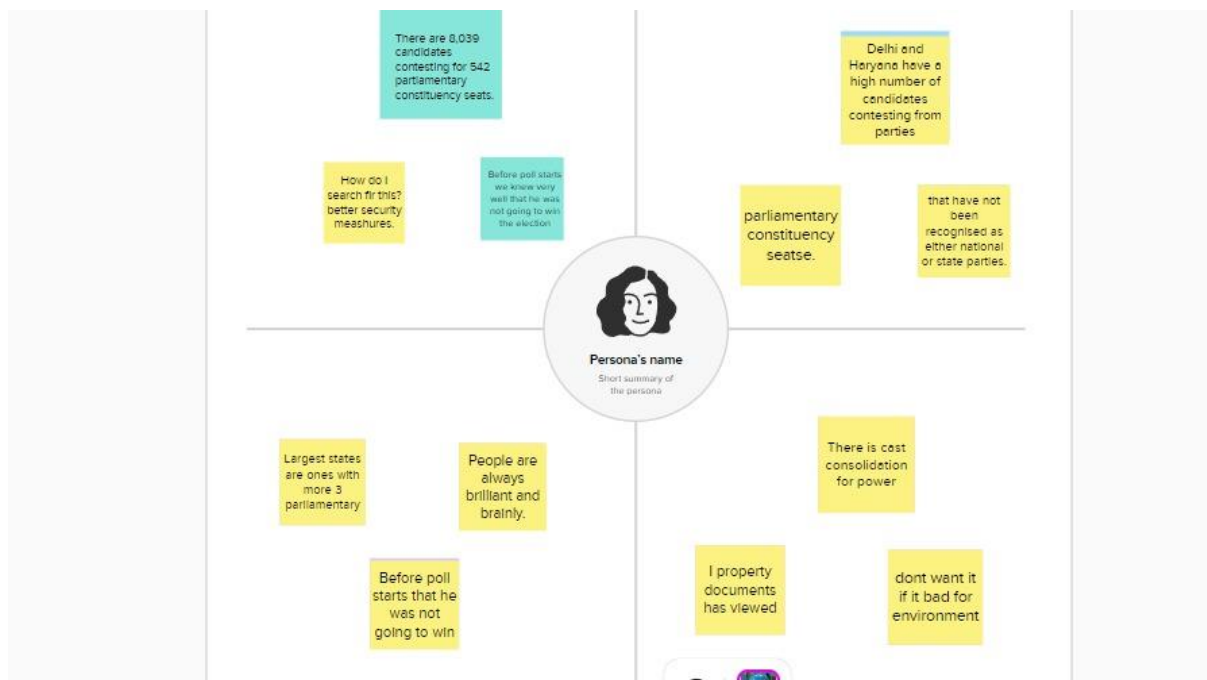 There are 8,039
candidates
contesting for 542
parliamentary
constituency seats.
How do I
search fir this?
better security
meashures.
Before poll starts
we knew very
well that he was
not going to win
the election
Delhi and
Haryana have a
high number of
candidates
contesting from
parties
parliamentary
constituency
seatse.
that have not
been
recognised as
either national
or state parties.
Persona's name
Short summary of
the persona
Largest states
are ones with
more 3
parliamentary
People are
always
brilliant and
brainly.
Before poll
starts that he
was not
going to win
There is cast
consolidation
for power
I property
documents
has viewed
dont want it
if it bad for
environment